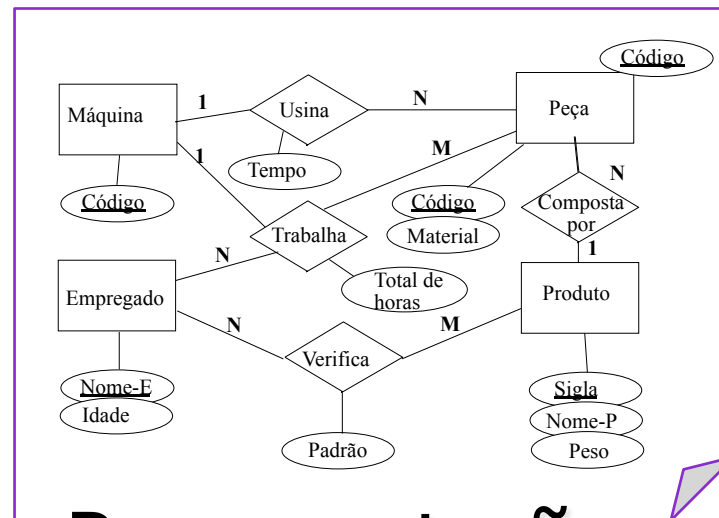 Código
Máquina
1
Usina
N
Peça
1
M
Tempo
N
Código
Código
Material
Composta
por
Trabalha
N
1
Empregado
Total de
horas
Produto
N
M
Verifica
Nome-E
Idade
Sigla
Nome-P
Padrão
Peso